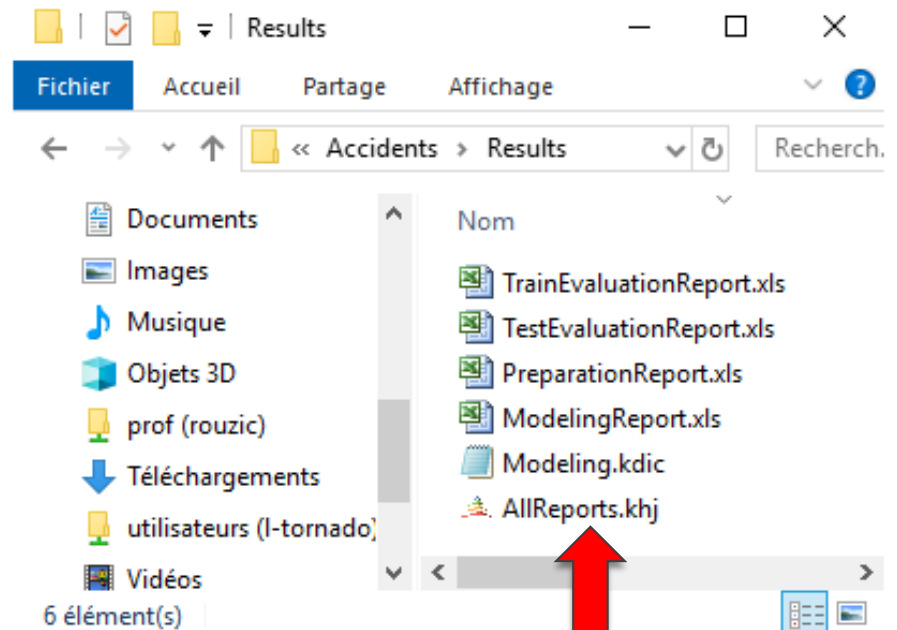 Results
Fichier Accueil Partage Affichage
« Accidents > Results Recherch.
Documents
Images
Musique
Objets 3D
prof (rouzic)
Téléchargements
utilisateurs (l-tornado)
Vidéos
Nom
TrainEvaluationReport.xls
TestEvaluationReport.xls
PreparationReport.xls
ModelingReport.xls
Modeling.kdic
AllReports.khj
6 élément(s)